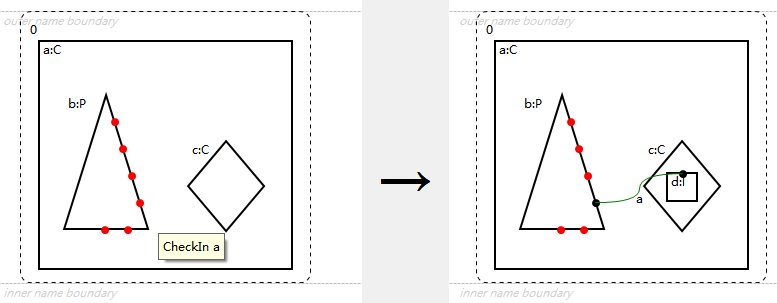 outer name boundary
0
a:C
b:P
c:C
CheckIn a
inner name boundary
outer name boundary
0
a:C
b:P
c:C
d:I
a
inner name boundary